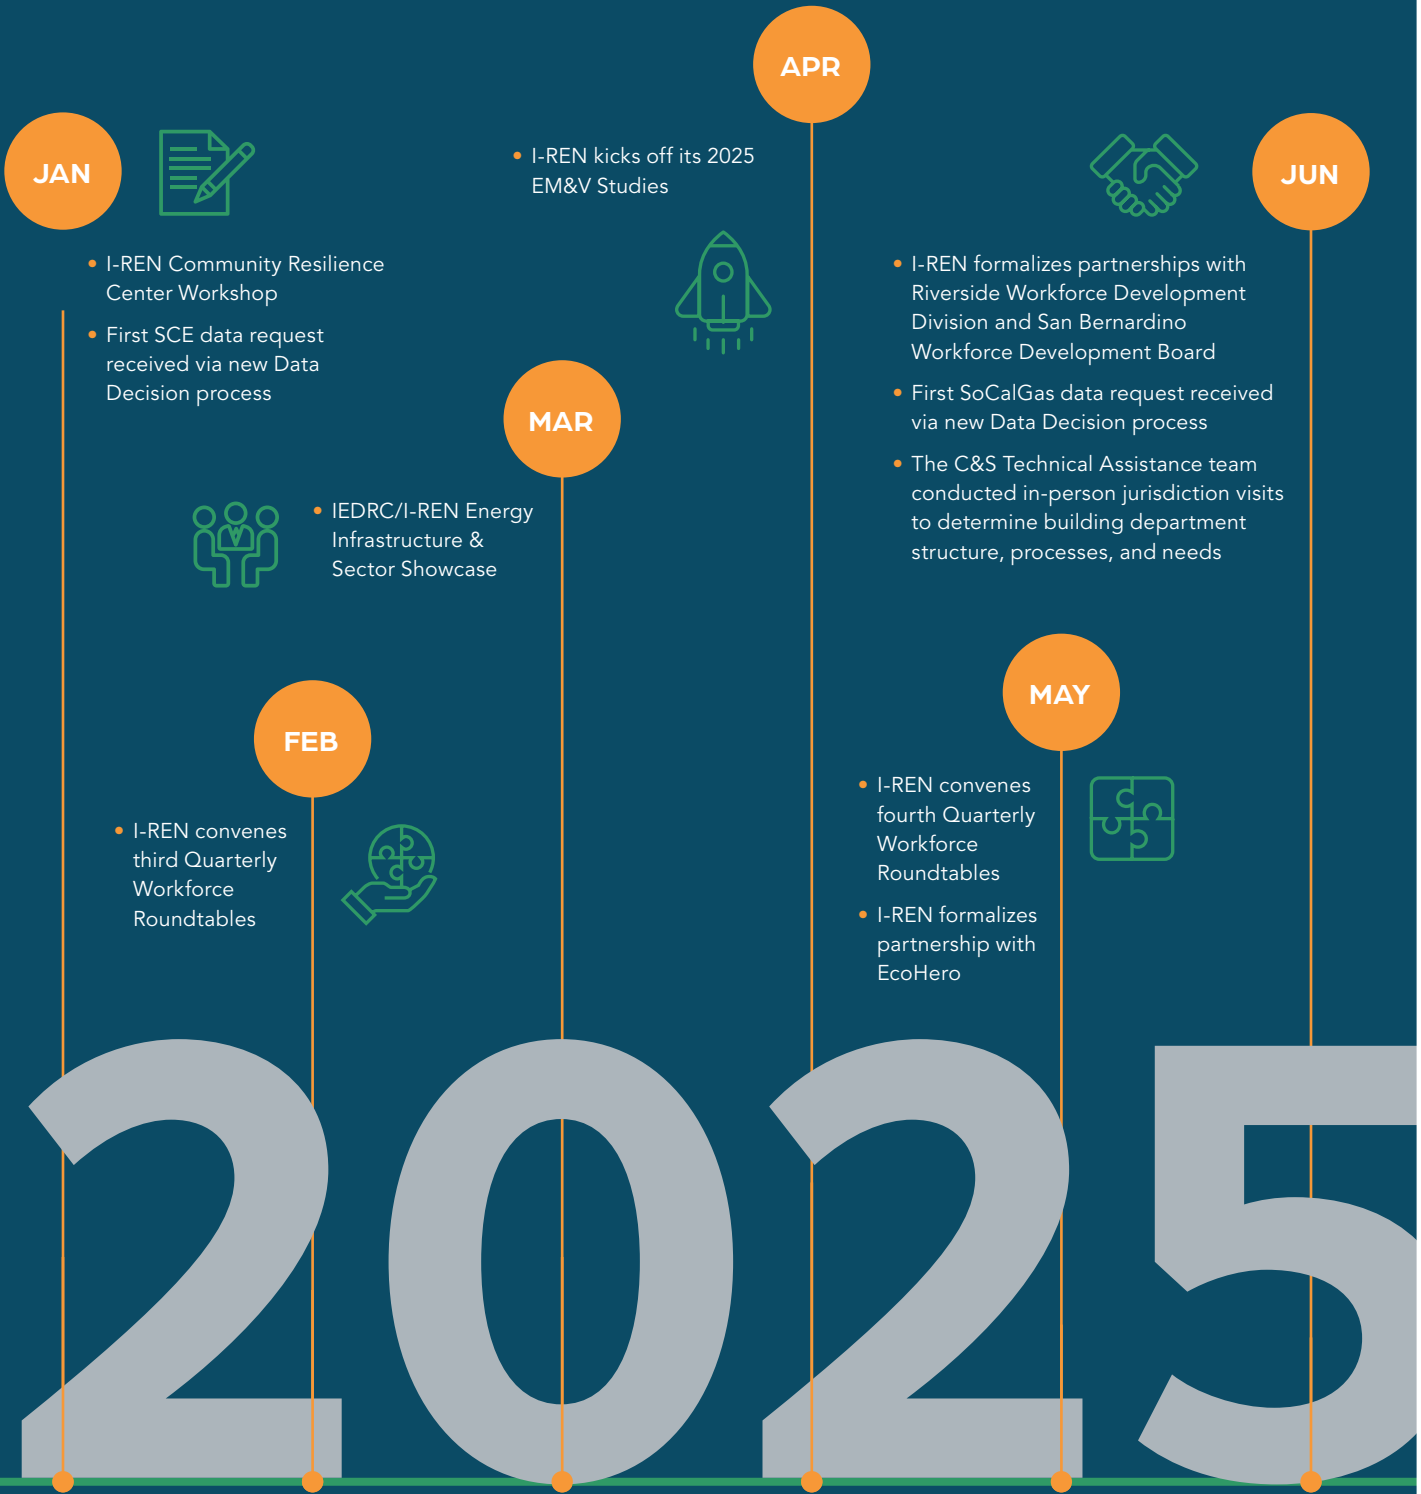 JAN
• I-REN Community Resilience
Center Workshop
• First SCE data request
received via new Data
Decision process
FEB
• I-REN convenes
third Quarterly
Workforce
Roundtables
MAR
• IEDRC/I-REN Energy
Infrastructure &
Sector Showcase
APR
• I-REN kicks off its 2025
EM&V Studies
MAY
• I-REN convenes
fourth Quarterly
Workforce
Roundtables
• I-REN formalizes
partnership with
EcoHero
JUN
• I-REN formalizes partnerships with
Riverside Workforce Development
Division and San Bernardino
Workforce Development Board
• First SoCalGas data request received
via new Data Decision process
• The C&S Technical Assistance team
conducted in-person jurisdiction visits
to determine building department
structure, processes, and needs
2025